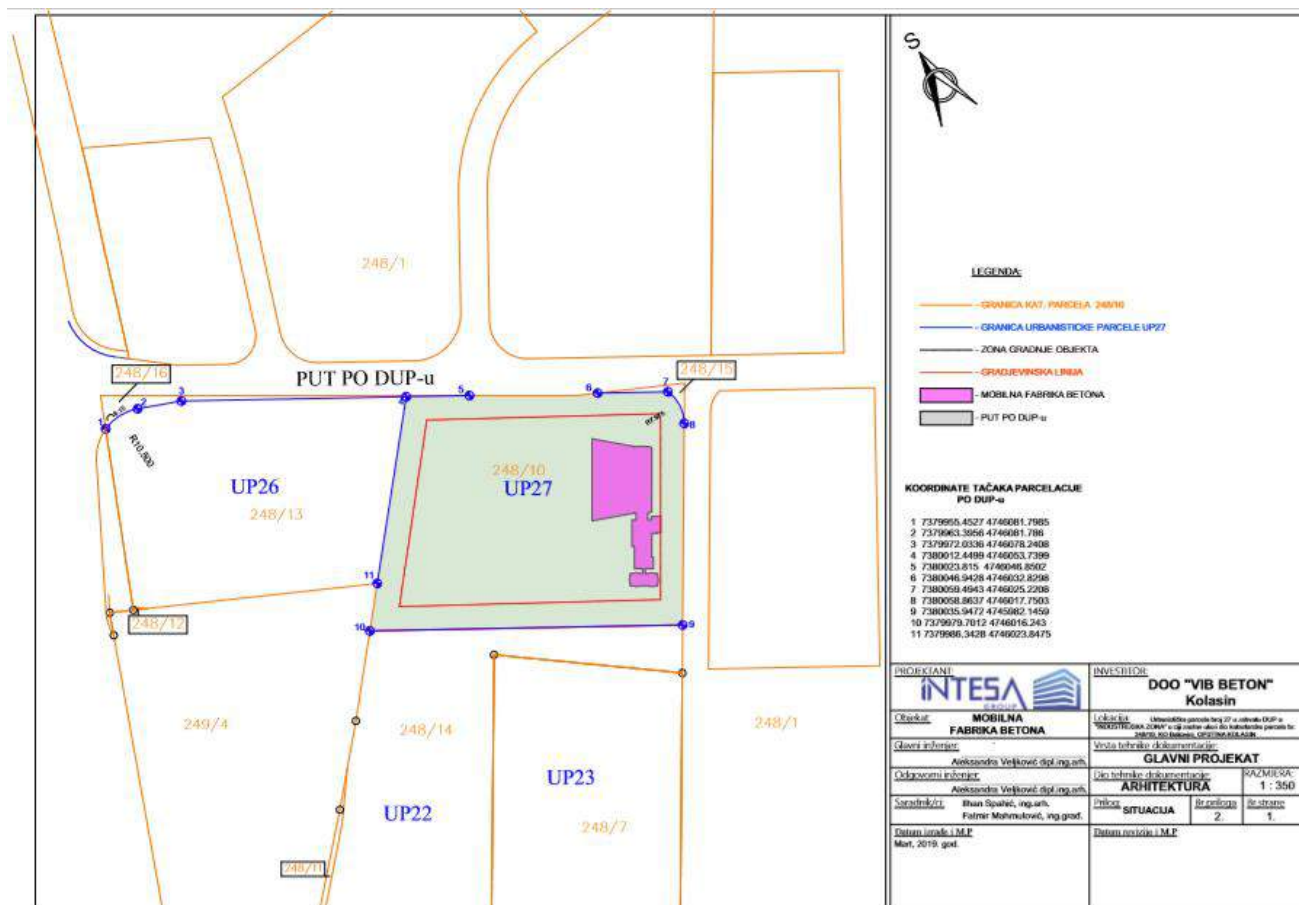 S
248/1
LEGENDA:
- GRANICA KAT. PARCELA 248/10
- GRANICA URBANISTICKE PARCELE UP27
- ZONA GRADNJE OBJEKTA
- GRADJEVINSKA LINIJA
- MOBILNA FABRIKA BETONA
- PUT PO DUP-u
248/16
PUT PO DUP-u
248/15
1
2
3
4
5
6
7
8
R10,500
248/10
UP26
UP27
248/13
11
10
9
248/12
KOORDINATE TAČAKA PARCELACIJE
PO DUP-u
1 7379955.4527 4746081.7985
2 7379963.3956 4746081.786
3 7379972.0336 4746078.2408
4 7380012.4499 4746053.7399
5 7380023.815 4746046.8502
6 7380046.9428 4746032.8298
7 7380059.4943 4746025.2208
8 7380058.8637 4746017.7503
9 7380035.9472 4745982.1459
10 7379979.7012 4746016.243
11 7379986.3428 4746023.8475
249/4
248/14
248/1
UP23
UP22
248/7
248/11
PROJEKTANT:
INTESA
GROUP
INVESTITOR:
DOO "VIB BETON"
Kolasin
Objekat:
MOBILNA
FABRIKA BETONA
Lokacija:
Glavni inženjer:
Aleksandra Veljković dipl.ing.arh.
Vrsta tehnike dokumentacije:
GLAVNI PROJEKAT
Odgovorni inženjer:
Aleksandra Veljković dipl.ing.arh.
Dio tehnike dokumentacije:
ARHITEKTURA
RAZMJERA:
1 : 350
Saradnik/ci:
Ilhan Spahić, ing.arh.
Fatmir Mahmutović, ing.građ.
Prilog:
SITUACIJA
Br.priloga
2.
Br.strane
1.
Datum izrade i M.P
Mart, 2019. god.
Datum revizije i M.P